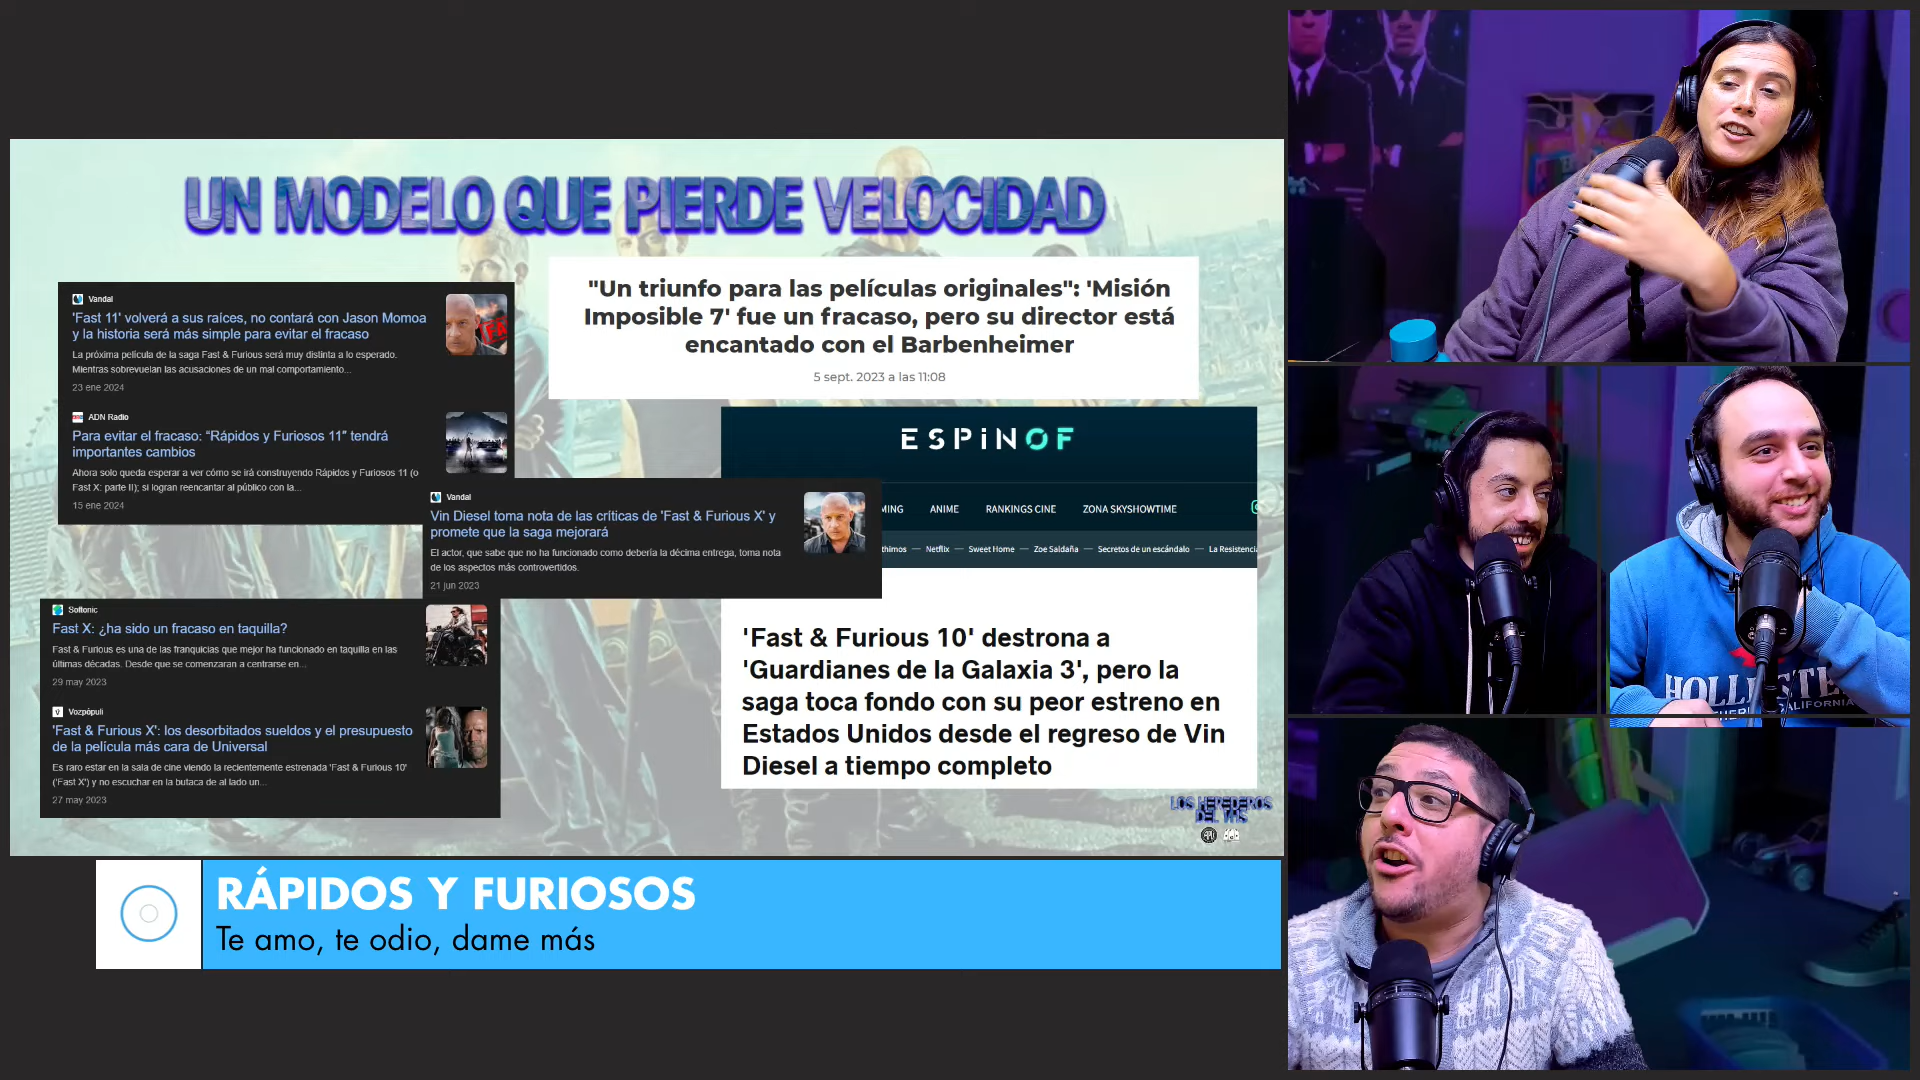 UN MODELO QUE PIERDE VELOCIDAD
Vandal
'Fast 11' volverá a sus raíces, no contará con Jason Momoa
y la historia será más simple para evitar el fracaso
La próxima película de la saga Fast & Furious será muy distinta a lo esperado.
Mientras sobrevuelan las acusaciones de un mal comportamiento...
23 ene 2024
ADN Radio
Para evitar el fracaso: "Rápidos y Furiosos 11" tendrá
importantes cambios
Ahora solo queda esperar a ver cómo se irá construyendo Rápidos y Furiosos 11 (o
Fast X: parte II); si logran reencantar al público con la...
15 ene 2024
"Un triunfo para las películas originales": 'Misión
Imposible 7' fue un fracaso, pero su director está
encantado con el Barbenheimer
5 sept. 2023 a las 11:08
ESPiNOF
MING ANIME RANKINGS CINE ZONA SKYSHOWTIME
thimos — Netflix — Sweet Home — Zoe Saldaña — Secretos de un escándalo — La Resistencia
Vandal
Vin Diesel toma nota de las críticas de 'Fast & Furious X' y
promete que la saga mejorará
El actor, que sabe que no ha funcionado como debería la décima entrega, toma nota
de los aspectos más controvertidos.
21 jun 2023
Softonic
Fast X: ¿ha sido un fracaso en taquilla?
Fast & Furious es una de las franquicias que mejor ha funcionado en taquilla en las
últimas décadas. Desde que se comenzaran a centrarse en...
29 may 2023
Vozpópuli
'Fast & Furious X': los desorbitados sueldos y el presupuesto
de la película más cara de Universal
Es raro estar en la sala de cine viendo la recientemente estrenada 'Fast & Furious 10'
('Fast X') y no escuchar en la butaca de al lado un...
27 may 2023
'Fast & Furious 10' destrona a
'Guardianes de la Galaxia 3', pero la
saga toca fondo con su peor estreno en
Estados Unidos desde el regreso de Vin
Diesel a tiempo completo
LOS HEREDEROS
DEL VHS
RÁPIDOS Y FURIOSOS
Te amo, te odio, dame más
CALIFORNIA